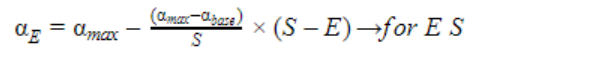 α_E = α_max − (α_max−α_base)/S × (S − E) → for E S